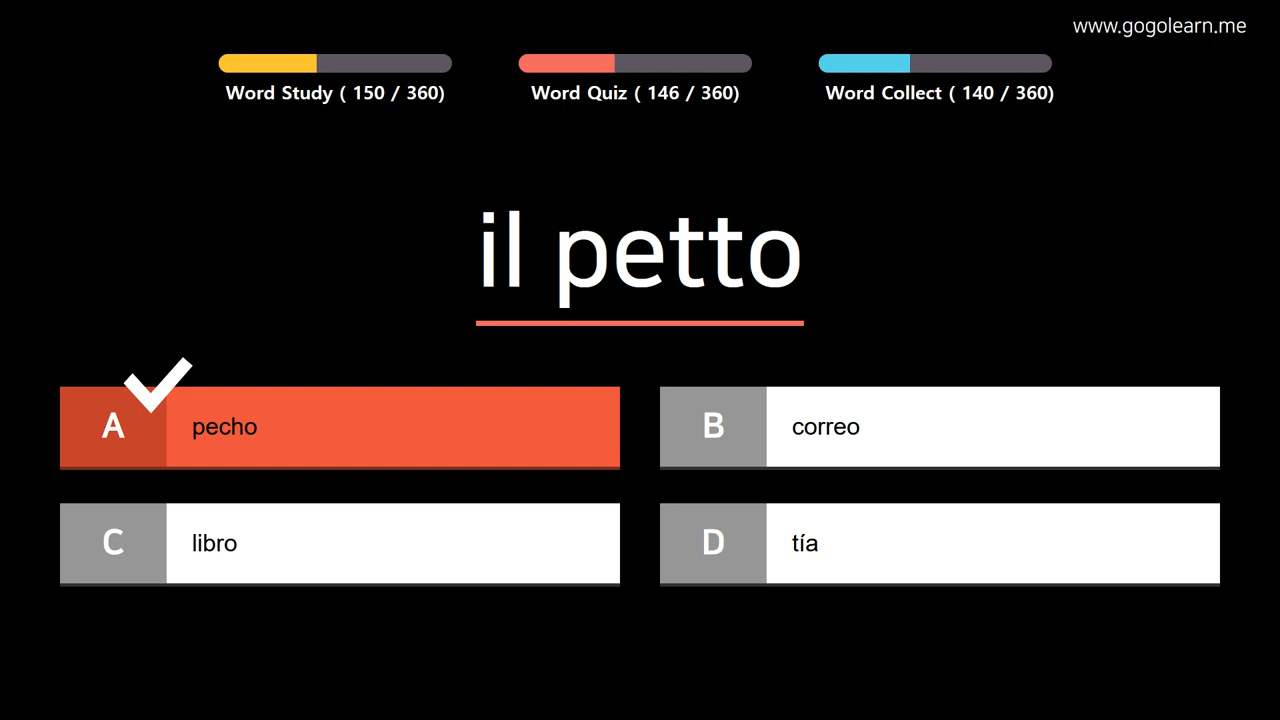 www.gogolearn.me
Word Study ( 150 / 360)
Word Quiz ( 146 / 360)
Word Collect ( 140 / 360)
il petto
A pecho
B correo
C libro
D tía